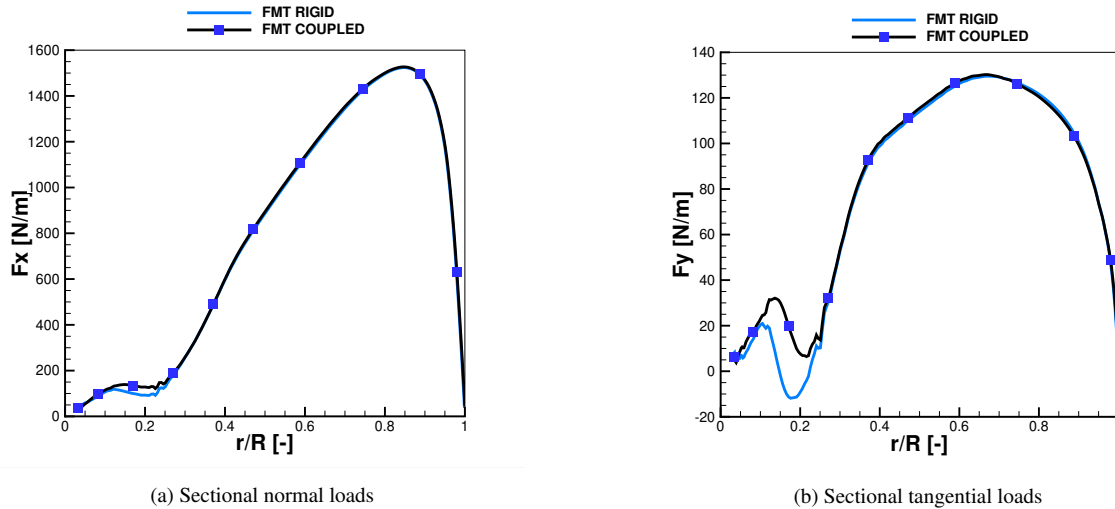 FMT RIGID
FMT COUPLED
1600
1400
1200
1000
800
600
400
200
0
Fx [N/m]
0 0.2 0.4 0.6 0.8 1
r/R [-]
(a) Sectional normal loads
FMT RIGID
FMT COUPLED
140
120
100
80
60
40
20
0
-20
Fy [N/m]
0 0.2 0.4 0.6 0.8
r/R [-]
(b) Sectional tangential loads